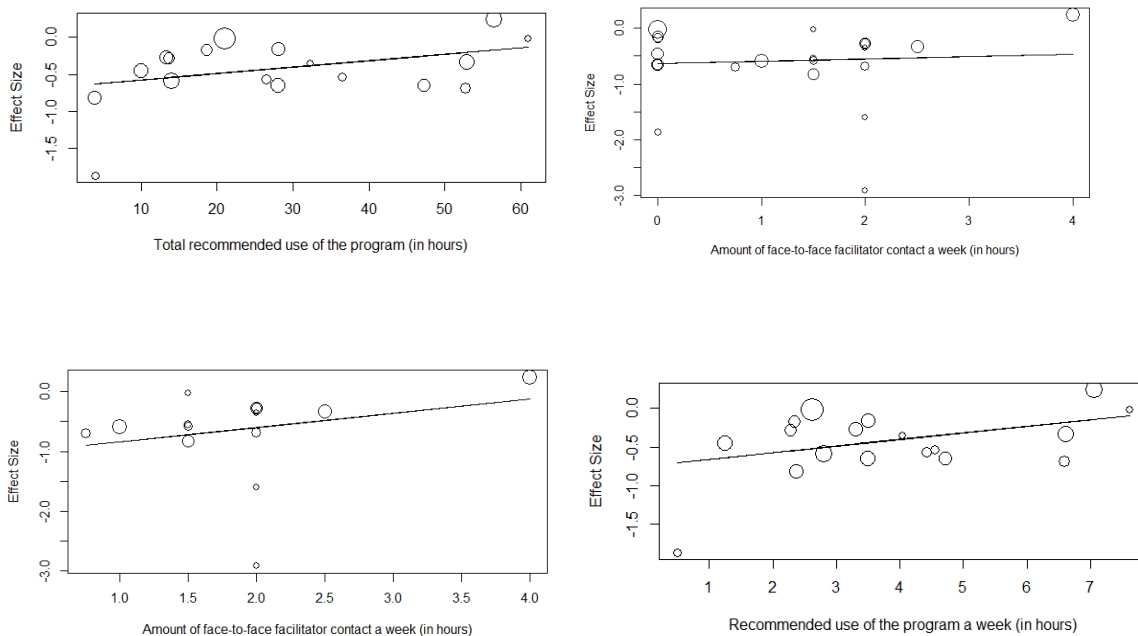 Effect Size
0.0
-0.5
-1.0
-1.5
10 20 30 40 50 60
Total recommended use of the program (in hours)
Effect Size
0.0
-1.0
-2.0
-3.0
0 1 2 3 4
Amount of face-to-face facilitator contact a week (in hours)
Effect Size
0.0
-1.0
-2.0
-3.0
1.0 1.5 2.0 2.5 3.0 3.5 4.0
Amount of face-to-face facilitator contact a week (in hours)
Effect Size
0.0
-0.5
-1.0
-1.5
1 2 3 4 5 6 7
Recommended use of the program a week (in hours)